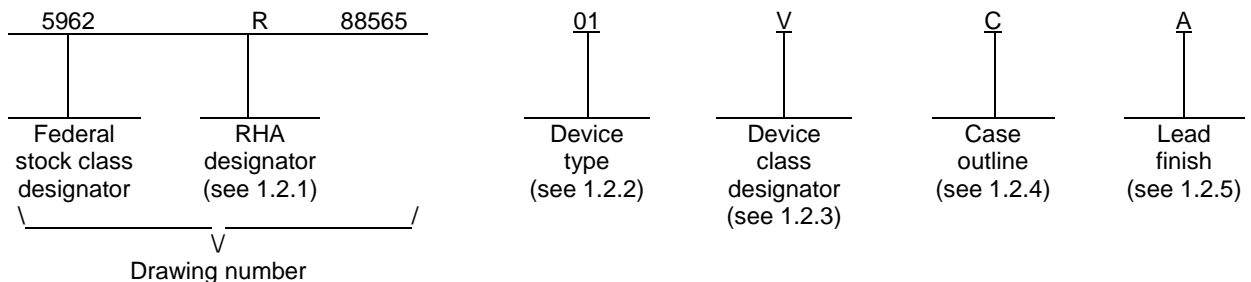 5962 R 88565 01 V C A
Federal stock class designator
RHA designator (see 1.2.1)
Device type (see 1.2.2)
Device class designator (see 1.2.3)
Case outline (see 1.2.4)
Lead finish (see 1.2.5)
\ /
\/
Drawing number